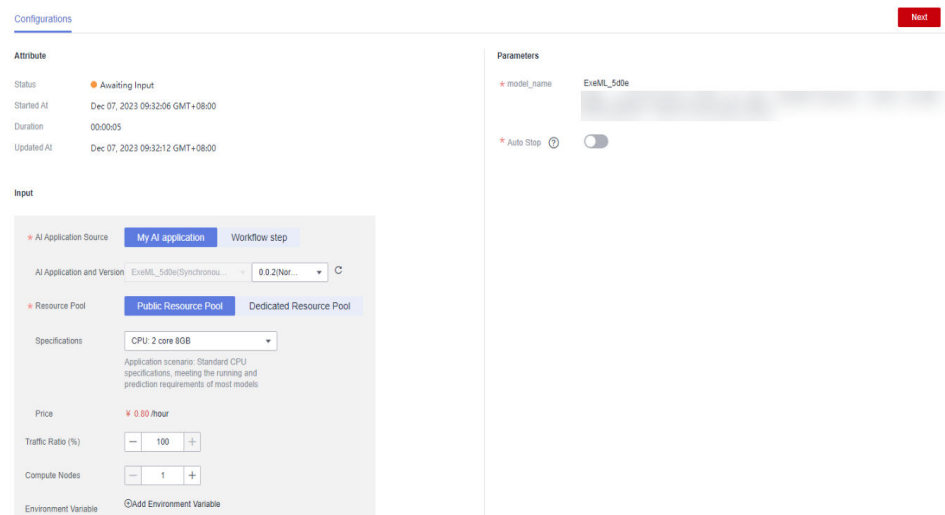 Configurations
Next
Attribute
Status Awaiting Input
Started At Dec 07, 2023 09:32:06 GMT+08:00
Duration 00:00:05
Updated At Dec 07, 2023 09:32:12 GMT+08:00
Input
* AI Application Source My AI application Workflow step
AI Application and Version ExeML_5d0e(Synchronou... 0.0.2(Nor...
* Resource Pool Public Resource Pool Dedicated Resource Pool
Specifications CPU: 2 core 8GB
Application scenario: Standard CPU
specifications, meeting the running and
prediction requirements of most models
Price ¥ 0.80 /hour
Traffic Ratio (%) − 100 +
Compute Nodes − 1 +
Environment Variable Add Environment Variable
Parameters
* model_name ExeML_5d0e
* Auto Stop ?